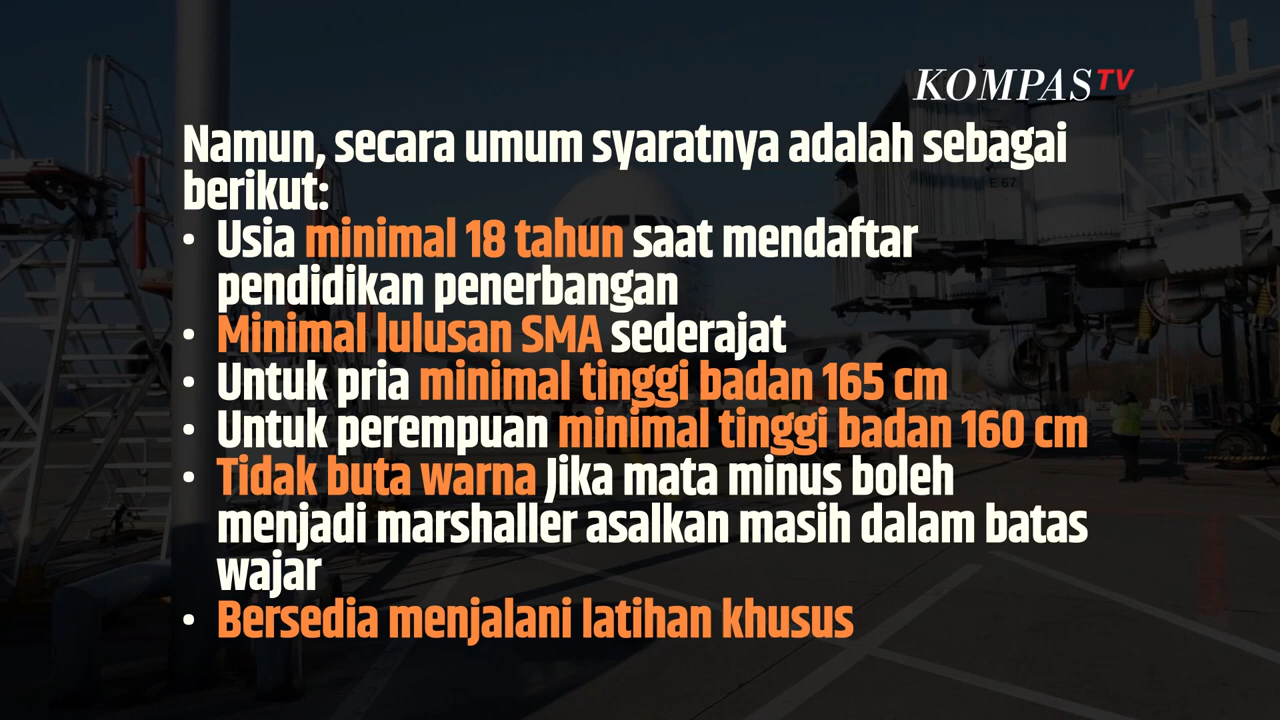 KOMPASTV
Namun, secara umum syaratnya adalah sebagai
berikut:
• Usia minimal 18 tahun saat mendaftar
pendidikan penerbangan
• Minimal lulusan SMA sederajat
• Untuk pria minimal tinggi badan 165 cm
• Untuk perempuan minimal tinggi badan 160 cm
• Tidak buta warna Jika mata minus boleh
menjadi marshaller asalkan masih dalam batas
wajar
• Bersedia menjalani latihan khusus
E 67